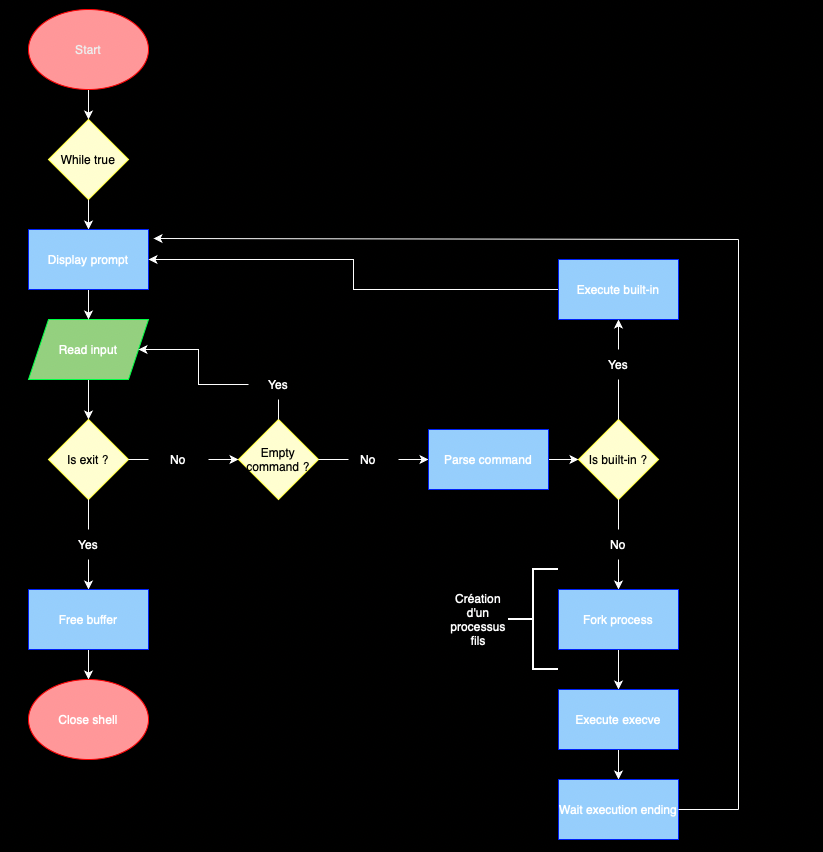 Start
While true
Display prompt
Execute built-in
Read input
Yes
Yes
Is exit ?
No
Empty
command ?
No
Parse command
Is built-in ?
Yes
No
Création
d'un
processus
fils
Free buffer
Fork process
Close shell
Execute execve
Wait execution ending